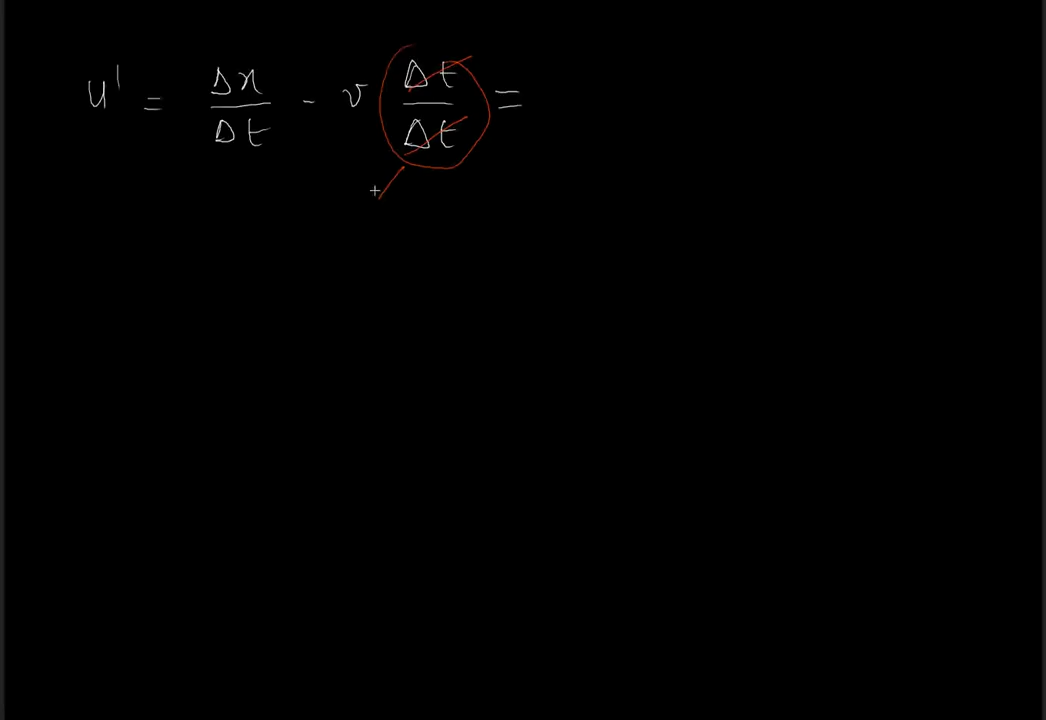 u' = Δx/Δt - v Δt/Δt =